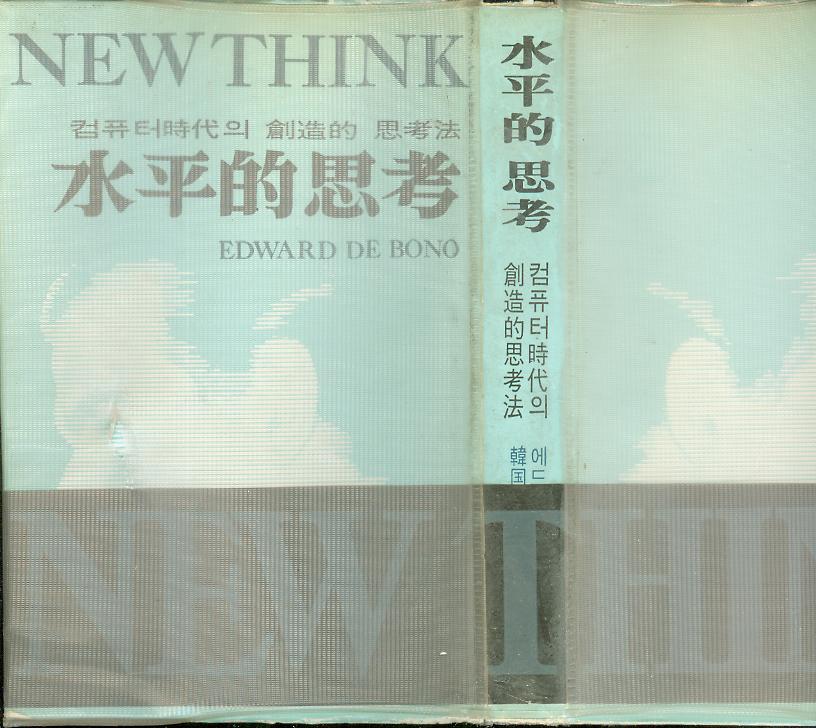 NEW THINK
컴퓨터時代의 創造的 思考法
水平的思考
EDWARD DE BONO
水平的 思考
컴퓨터時代의
創造的思考法
에드
韓国
NEW THIN